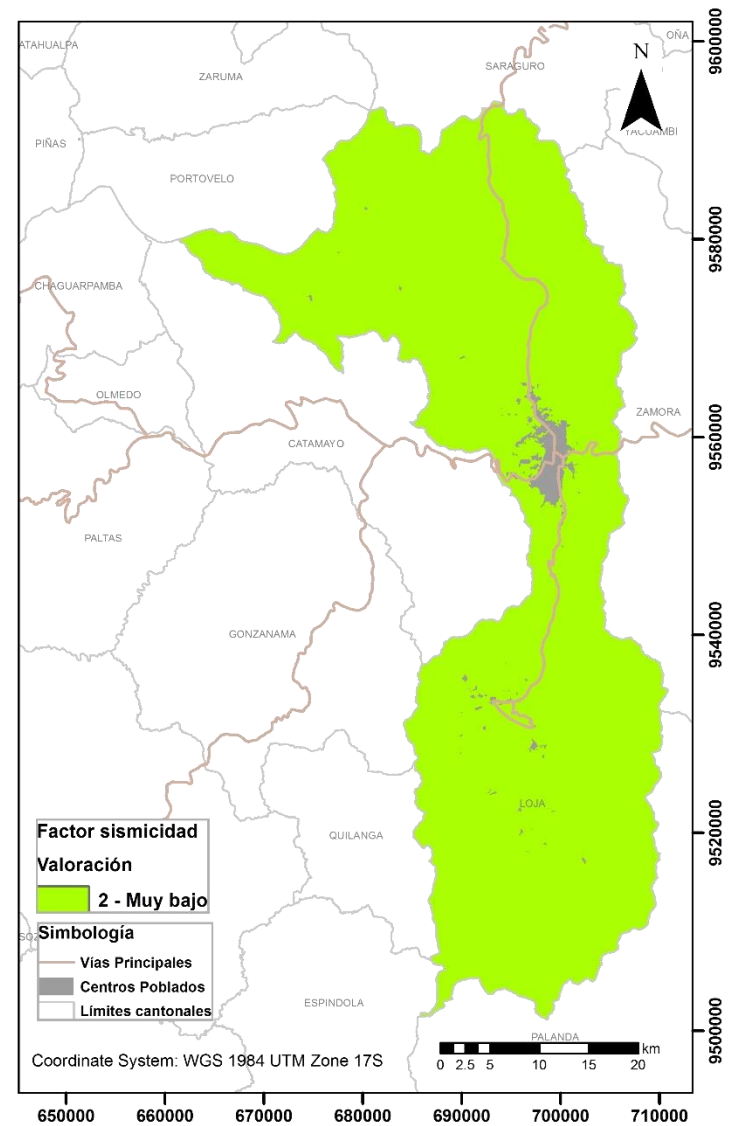 ATAHUALPA
OÑA
N
SARAGURO
ZARUMA
YACUAMBI
PIÑAS
PORTOVELO
CHAGUARPAMBA
OLMEDO
ZAMORA
CATAMAYO
PALTAS
GONZANAMA
LOJA
QUILANGA
SOZ
ESPINDOLA
PALANDA
9600000
9580000
9560000
9540000
9520000
9500000
Factor sismicidad
Valoración
2 - Muy bajo
Simbología
Vías Principales
Centros Poblados
Límites cantonales
Coordinate System: WGS 1984 UTM Zone 17S
km
0 2.5 5 10 15 20
650000 660000 670000 680000 690000 700000 710000